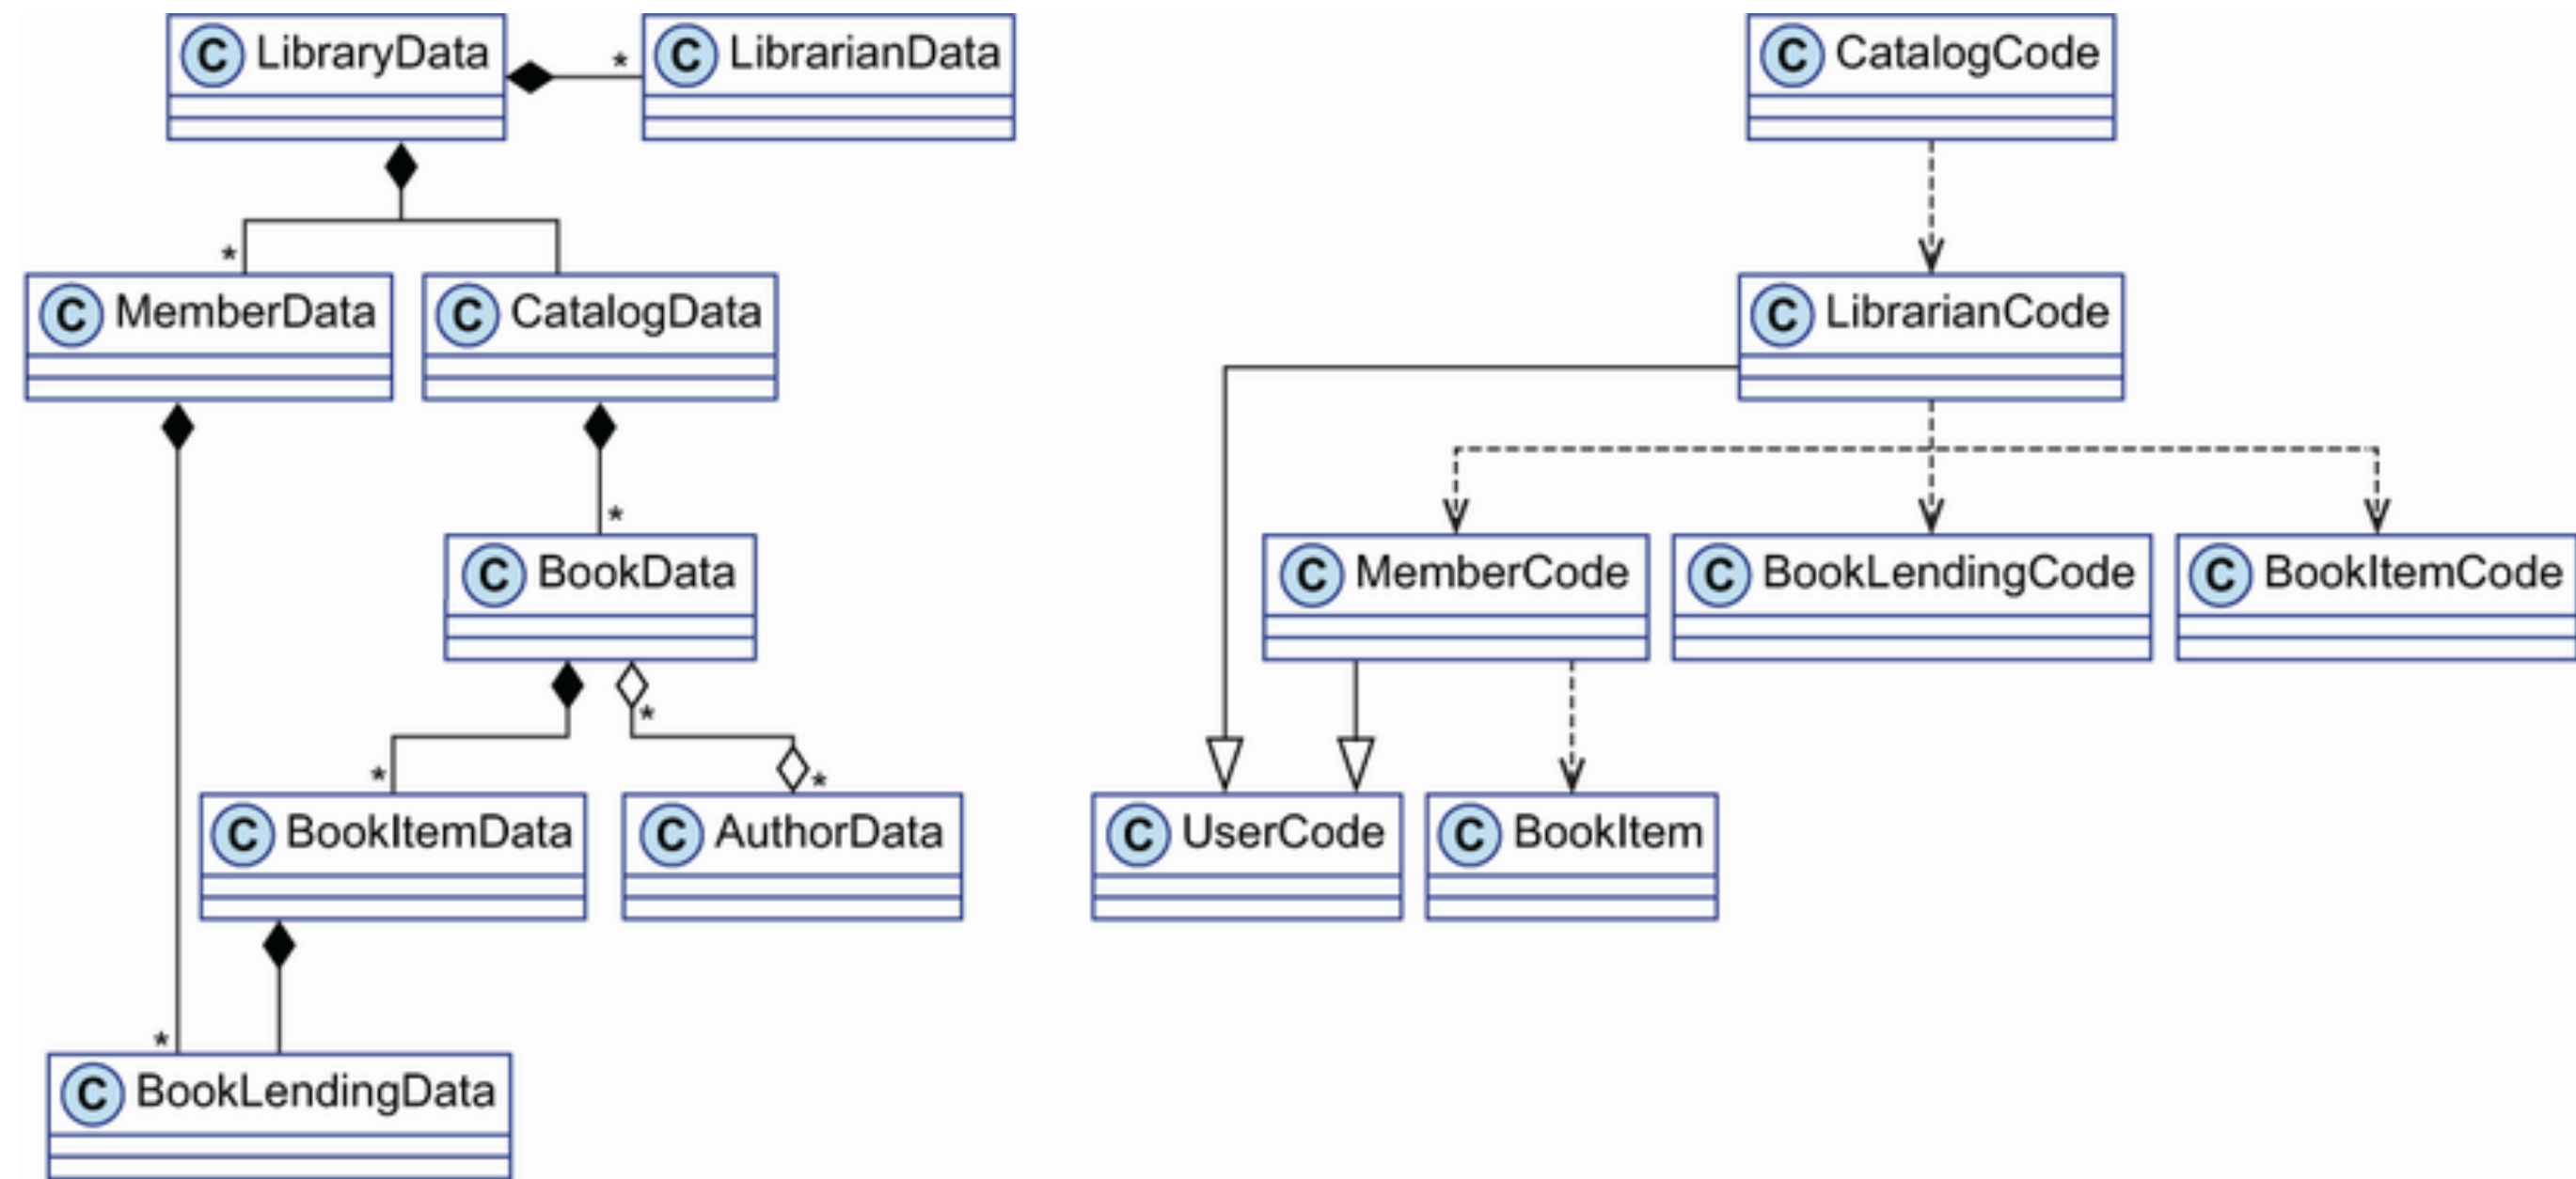 C LibraryData
*
C LibrarianData
C CatalogCode
*
C MemberData
C CatalogData
C LibrarianCode
*
C BookData
C MemberCode
C BookLendingCode
C BookItemCode
*
*
*
C BookItemData
C AuthorData
C UserCode
C BookItem
*
C BookLendingData